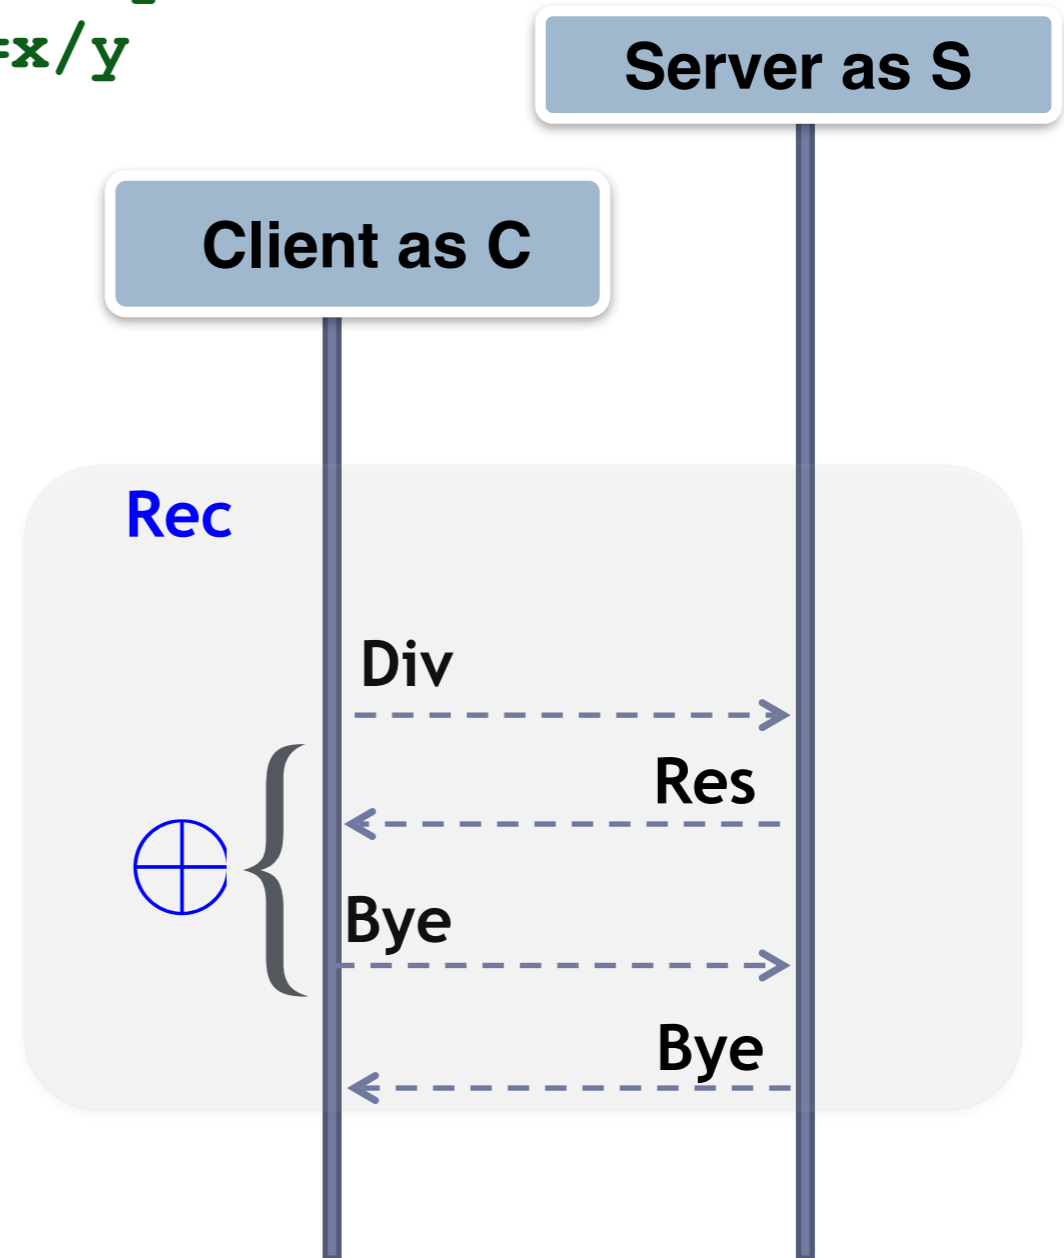 =x/y
Server as S
Client as C
Rec
Div
Res
Bye
Bye